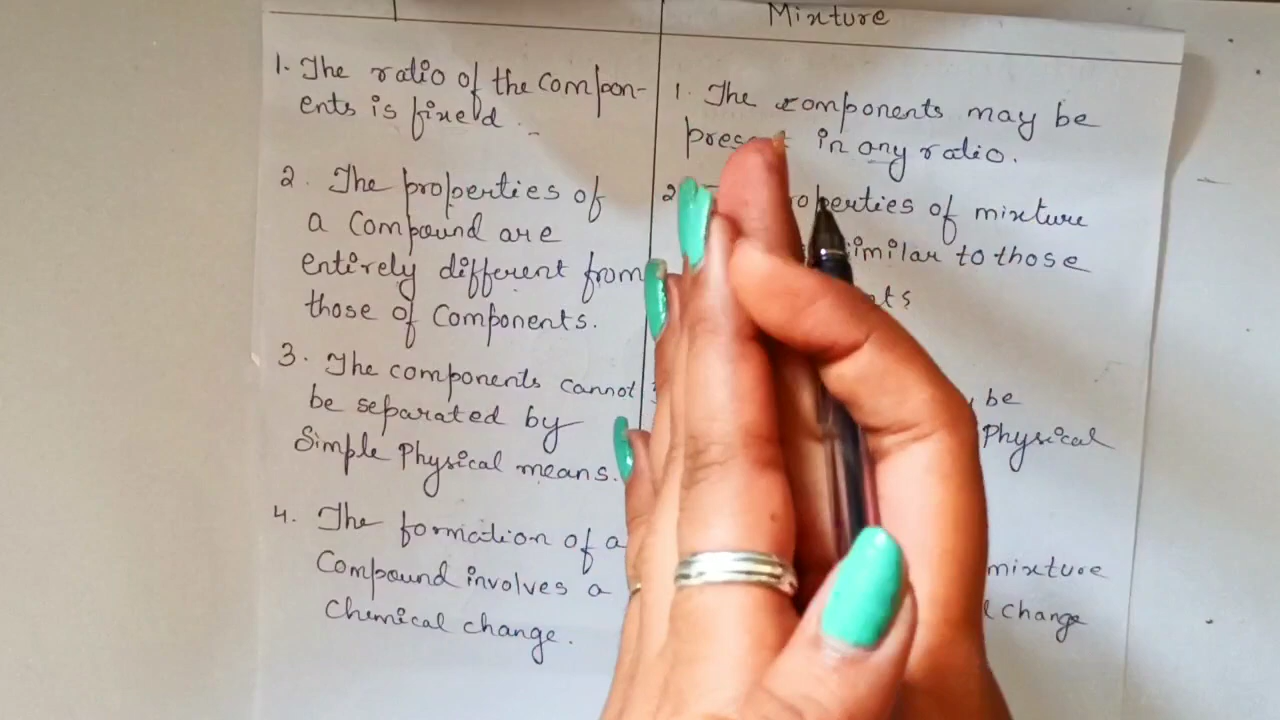 Mixture
1. The ratio of the compon-
ents is fixed.
2. The properties of
a Compound are
entirely different from
those of Components.
3. The components cannot
be separated by
Simple Physical means.
4. The formation of a
Compound involves a
Chemical change.
1. The components may be
in any ratio.
2
of mixture
similar to those
be
Physical
mixture
change